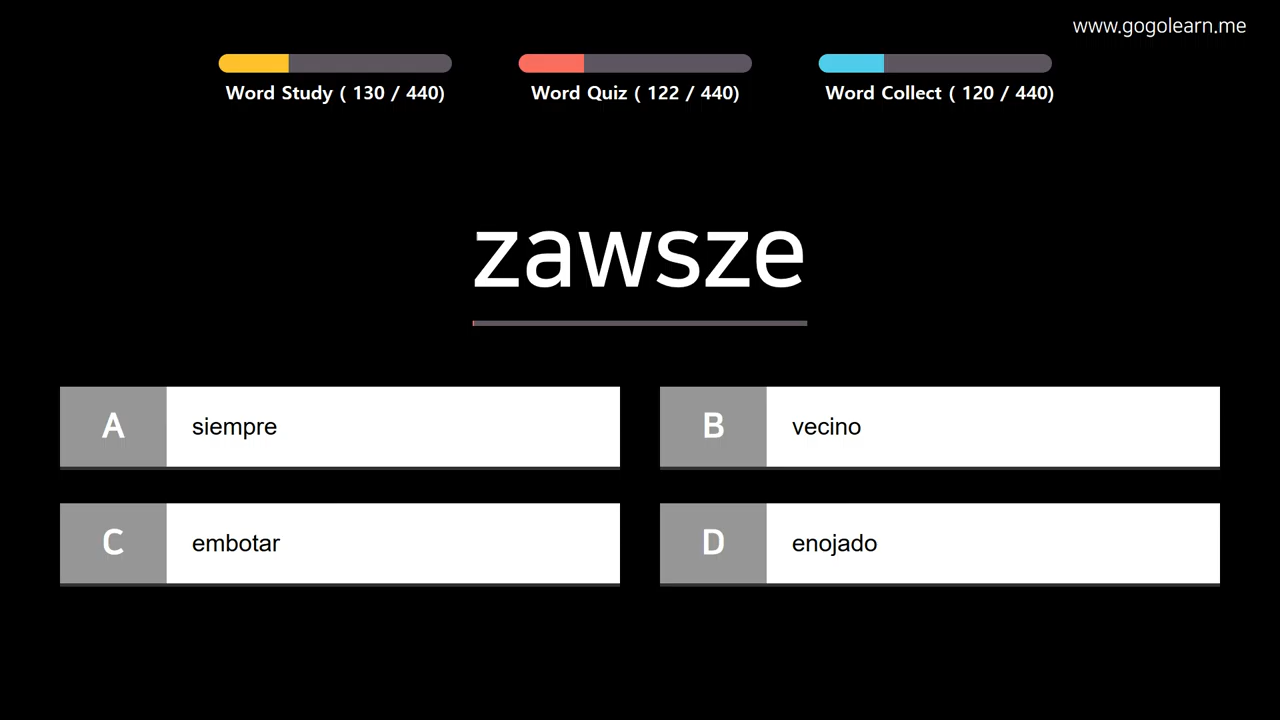 www.gogolearn.me
Word Study ( 130 / 440)
Word Quiz ( 122 / 440)
Word Collect ( 120 / 440)
zawsze
A siempre
B vecino
C embotar
D enojado